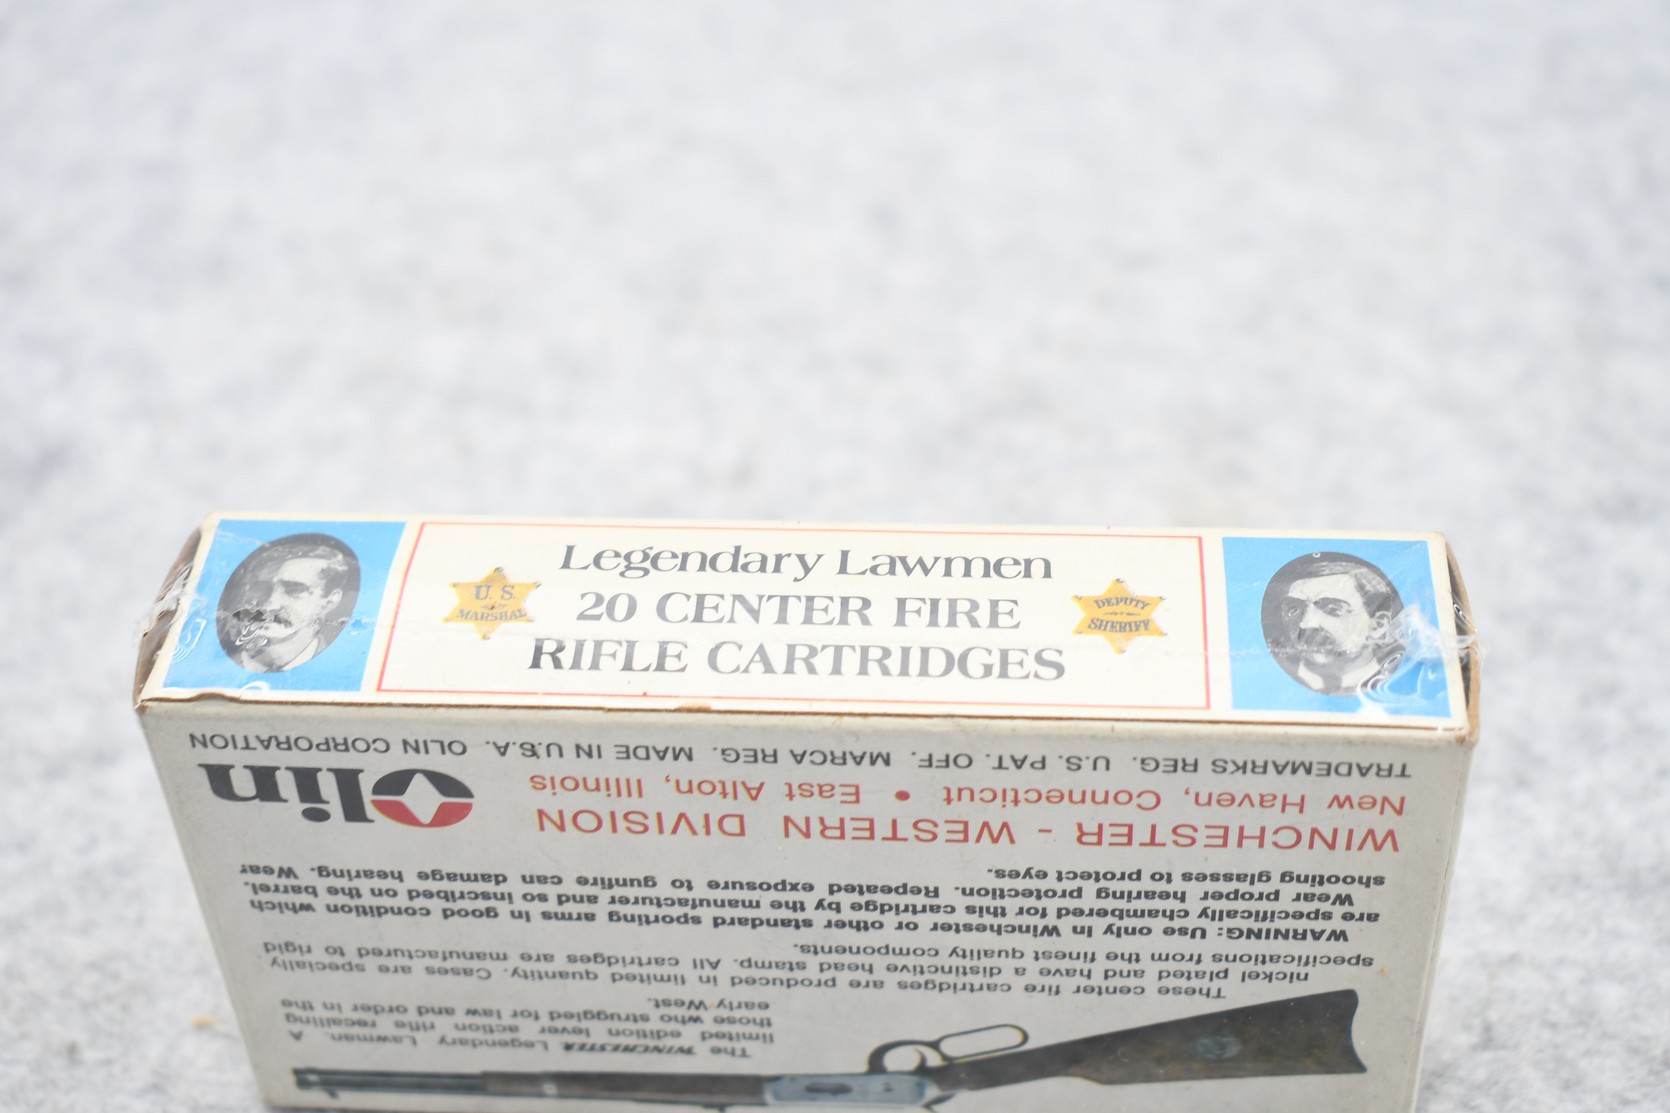 Legendary Lawmen
20 CENTER FIRE
RIFLE CARTRIDGES
U. S.
MARSHAL
DEPUTY
SHERIFF
The WINCHESTER Legendary Lawman. A
limited edition lever action rifle recalling
those who struggled for law and order in the
early West.
These center fire cartridges are produced in limited quantity. Cases are specially
nickel plated and have a distinctive head stamp. All cartridges are manufactured to rigid
specifications from the finest quality components.
WARNING: Use only in Winchester or other standard sporting arms in good condition which
are specifically chambered for this cartridge by the manufacturer and so inscribed on the barrel.
Wear proper hearing protection. Repeated exposure to gunfire can damage hearing. Wear
shooting glasses to protect eyes.
WINCHESTER - WESTERN DIVISION
New Haven, Connecticut • East Alton, Illinois
Olin
TRADEMARKS REG. U.S. PAT. OFF. MARCA REG. MADE IN U.S.A. OLIN CORPORATION